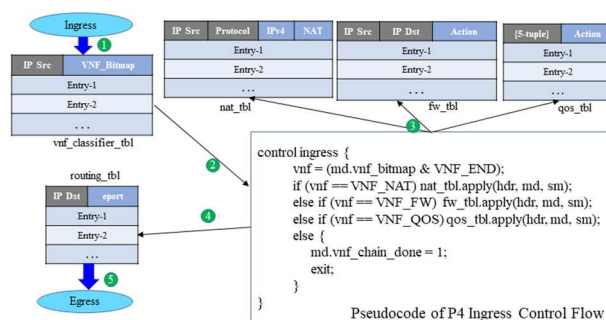 Ingress
1
IP Src VNF_Bitmap
Entry-1
Entry-2
...
vnf_classifier_tbl
IP Src Protocol IPv4 NAT
Entry-1
Entry-2
...
nat_tbl
IP Src IP Dst Action
Entry-1
Entry-2
...
fw_tbl
{5-tuple} Action
Entry-1
Entry-2
...
qos_tbl
2
3
control ingress {
vnf = (md.vnf_bitmap & VNF_END);
if (vnf == VNF_NAT) nat_tbl.apply(hdr, md, sm);
else if (vnf == VNF_FW) fw_tbl.apply(hdr, md, sm);
else if (vnf == VNF_QOS) qos_tbl.apply(hdr, md, sm);
else {
md.vnf_chain_done = 1;
exit;
}
}
Pseudocode of P4 Ingress Control Flow
4
routing_tbl
IP Dst eport
Entry-1
Entry-2
...
5
Egress